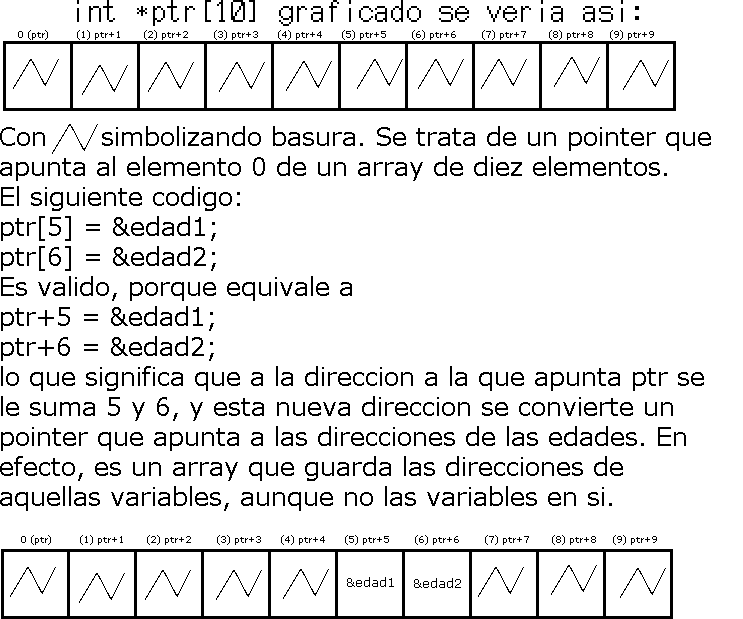 int *ptr[10] graficado se veria asi:
0 (ptr) (1) ptr+1 (2) ptr+2 (3) ptr+3 (4) ptr+4 (5) ptr+5 (6) ptr+6 (7) ptr+7 (8) ptr+8 (9) ptr+9
Con simbolizando basura. Se trata de un pointer que
apunta al elemento 0 de un array de diez elementos.
El siguiente codigo:
ptr[5] = &edad1;
ptr[6] = &edad2;
Es valido, porque equivale a
ptr+5 = &edad1;
ptr+6 = &edad2;
lo que significa que a la direccion a la que apunta ptr se
le suma 5 y 6, y esta nueva direccion se convierte un
pointer que apunta a las direcciones de las edades. En
efecto, es un array que guarda las direcciones de
aquellas variables, aunque no las variables en si.
0 (ptr) (1) ptr+1 (2) ptr+2 (3) ptr+3 (4) ptr+4 (5) ptr+5 (6) ptr+6 (7) ptr+7 (8) ptr+8 (9) ptr+9
&edad1 &edad2